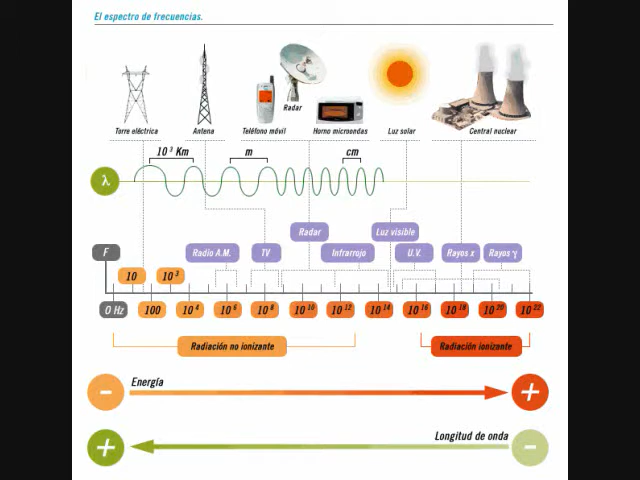 El espectro de frecuencias.
Radar
Torre eléctrica Antena Teléfono móvil Horno microondas Luz solar Central nuclear
10 3 Km m cm
λ
Radar Luz visible
F Radio A.M. TV Infrarrojo U.V. Rayos x Rayos γ
10 10 3
0 Hz 100 10 4 10 6 10 8 10 10 10 12 10 14 10 16 10 18 10 20 10 22
Radiación no ionizante Radiación ionizante
Energía
- +
Longitud de onda
+ -